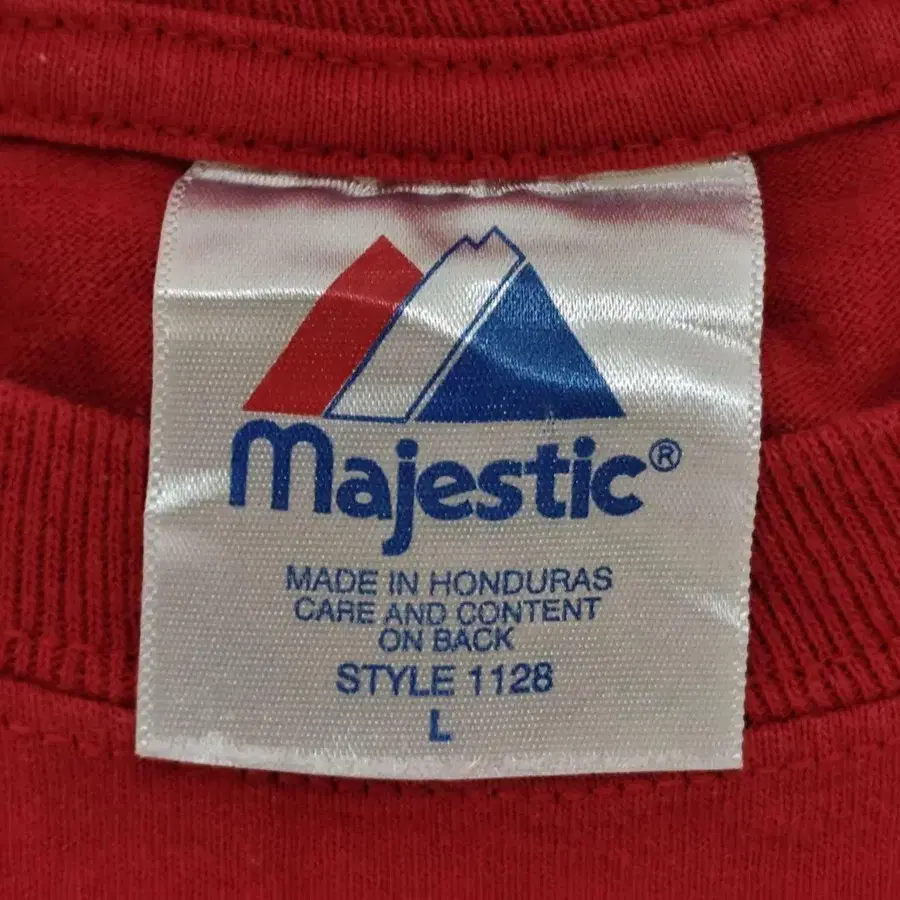 majestic®
MADE IN HONDURAS
CARE AND CONTENT
ON BACK
STYLE 1128
L